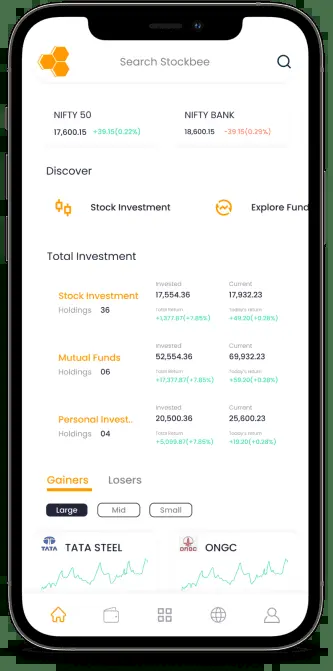 Search Stockbee
NIFTY 50 NIFTY BANK
17,600.15 +39.15(0.22%) 18,600.15 -39.15(0.29%)
Discover
Stock Investment Explore Fund
Total Investment
Invested Current
Stock Investment 17,554.36 17,932.23
Holdings 36 Total Return Today's return
+1,377.87(+7.85%) +49.20(+0.28%)
Invested Current
Mutual Funds 52,554.36 69,932.23
Holdings 06 Total Return Today's return
+17,377.87(+7.85%) +59.20(+0.28%)
Invested Current
Personal Invest.. 20,500.36 25,600.23
Holdings 04 Total Return Today's return
+5,099.87(+7.86%) +19.20(+0.28%)
Gainers Losers
Large Mid Small
TATA TATA STEEL ONGC ONGC